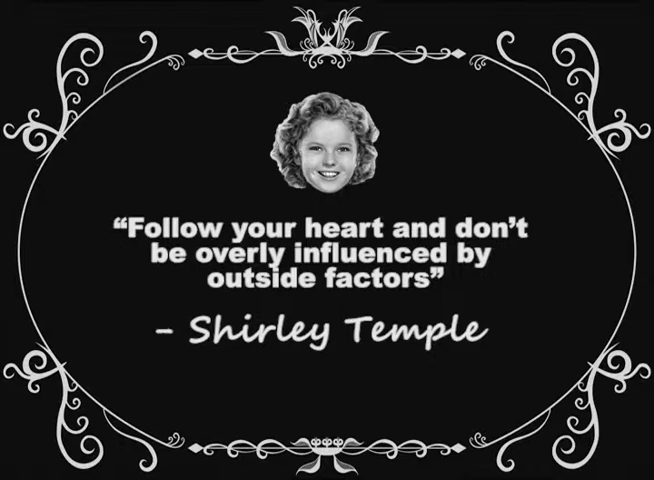 “Follow your heart and don’t
be overly influenced by
outside factors”
- Shirley Temple